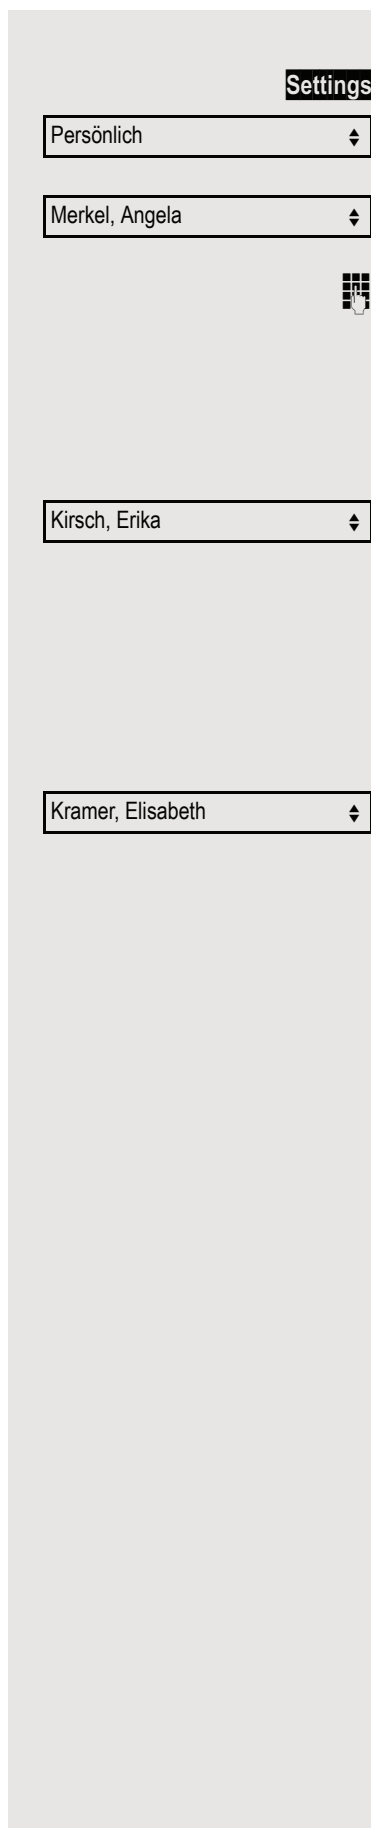 Settings
Persönlich
Merkel, Angela
Kirsch, Erika
Kramer, Elisabeth